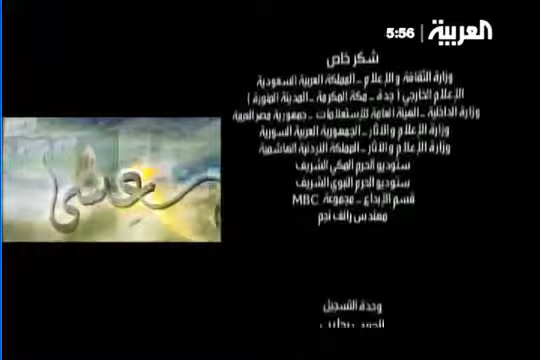 5:56 | العربية
شكر خاص
وزارة الثقافة والإعلام - المملكة العربية السعودية
الإعلام الخارجي ( جدة - مكة المكرمة - المدينة المنورة )
وزارة الداخلية - الهيئة العامة للإستعلامات - جمهورية مصر العربية
وزارة الإعلام والآثار - الجمهورية العربية السورية
وزارة الإعلام والآثار - المملكة الأردنية الهاشمية
ستوديو الحرم المكي الشريف
ستوديو الحرم النبوي الشريف
قسم الإبداع - مجموعة MBC
مهندس رائف نجم
وحدة التسجيل